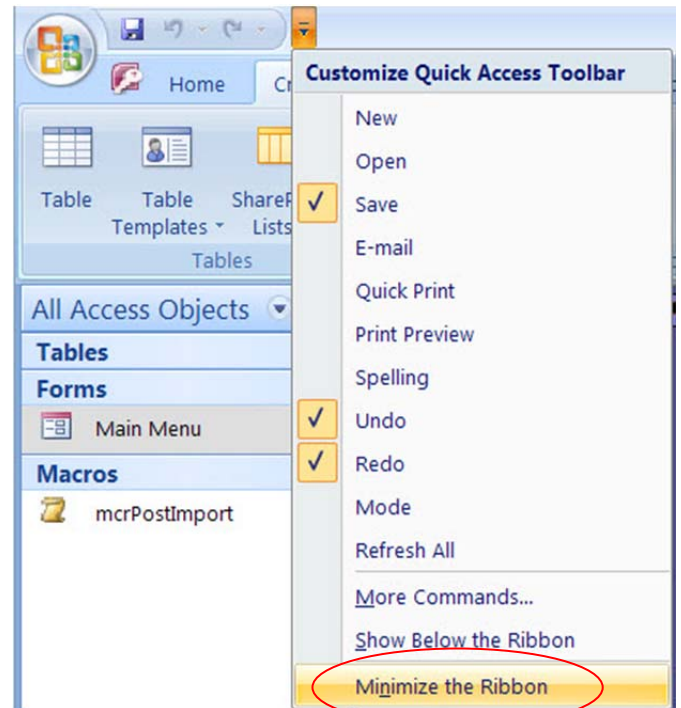 Home Cr
Customize Quick Access Toolbar
New
Open
Save
E-mail
Quick Print
Print Preview
Spelling
Undo
Redo
Mode
Refresh All
More Commands...
Show Below the Ribbon
Minimize the Ribbon
Table
Table
Templates
ShareP
Lists
Tables
All Access Objects
Tables
Forms
Main Menu
Macros
mcrPostImport